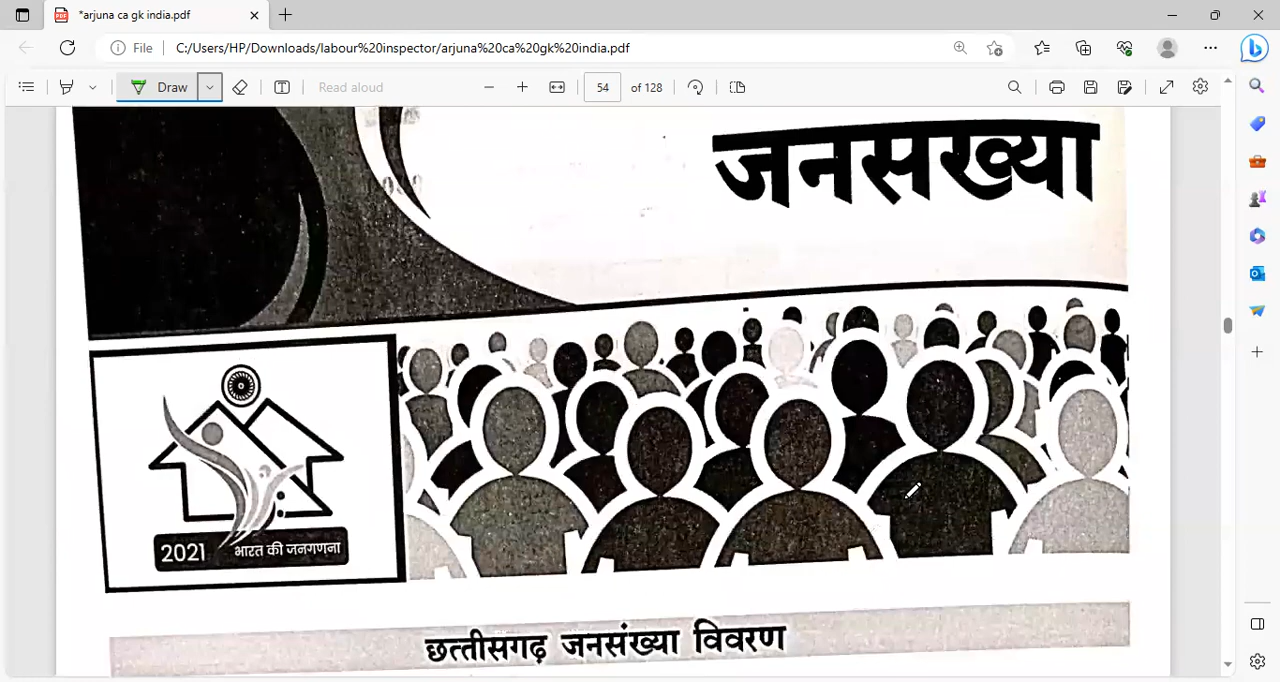 *arjuna ca gk india.pdf
File
C:/Users/HP/Downloads/labour%20inspector/arjuna%20ca%20gk%20india.pdf
Draw
Read aloud
54
of 128
जनसख्या
2021 भारत की जनगणना
छत्तीसगढ़ जनसंख्या विवरण